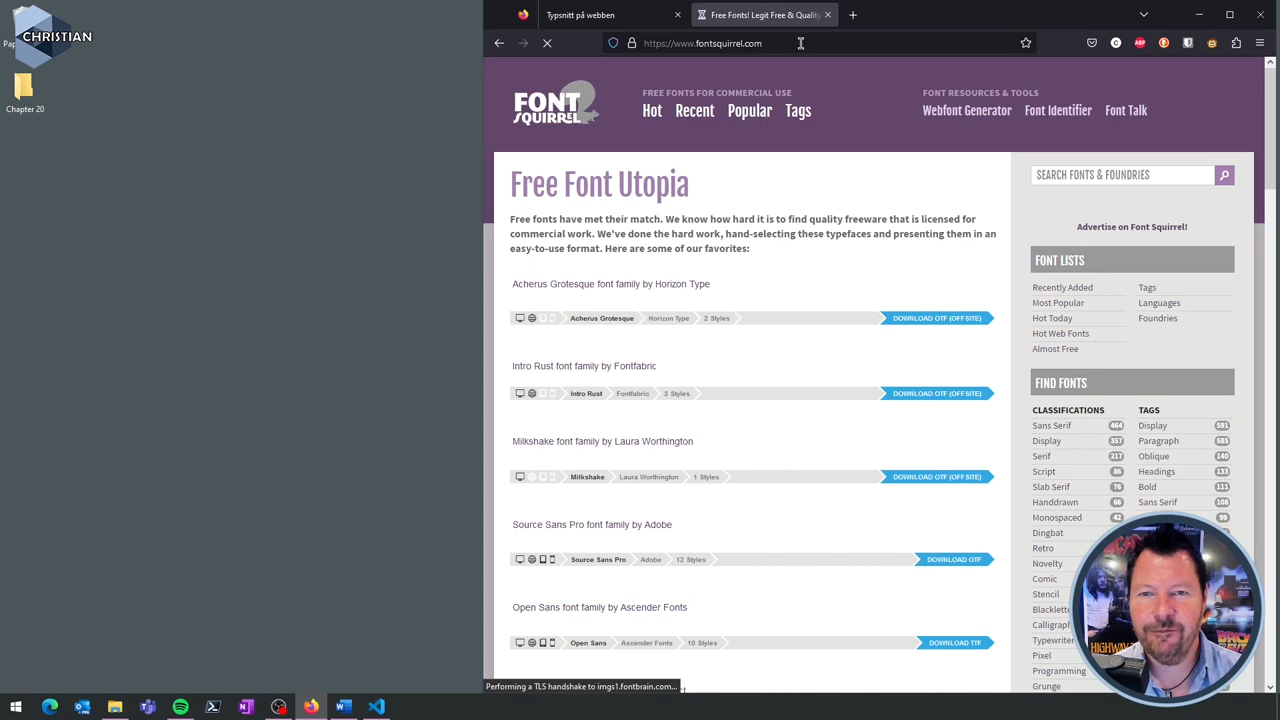 CHRISTIAN
Chapter 20
Typsnitt på webben
Free Fonts! Legit Free & Quality
https://www.fontsquirrel.com
FONT
SQUIRREL
FREE FONTS FOR COMMERCIAL USE
Hot Recent Popular Tags
FONT RESOURCES & TOOLS
Webfont Generator Font Identifier Font Talk
Free Font Utopia
Free fonts have met their match. We know how hard it is to find quality freeware that is licensed for
commercial work. We've done the hard work, hand-selecting these typefaces and presenting them in an
easy-to-use format. Here are some of our favorites:
Acherus Grotesque font family by Horizon Type
Acherus Grotesque Horizon Type 2 Styles DOWNLOAD OTF (OFFSITE)
Intro Rust font family by Fontfabric
Intro Rust Fontfabric 3 Styles DOWNLOAD OTF (OFFSITE)
Milkshake font family by Laura Worthington
Milkshake Laura Worthington 1 Styles DOWNLOAD OTF (OFFSITE)
Source Sans Pro font family by Adobe
Source Sans Pro Adobe 12 Styles DOWNLOAD OTF
Open Sans font family by Ascender Fonts
Open Sans Ascender Fonts 10 Styles DOWNLOAD TTF
SEARCH FONTS & FOUNDRIES
Advertise on Font Squirrel!
FONT LISTS
Recently Added Tags
Most Popular Languages
Hot Today Foundries
Hot Web Fonts
Almost Free
FIND FONTS
CLASSIFICATIONS TAGS
Sans Serif 464 Display 591
Display 357 Paragraph 585
Serif 217 Oblique 140
Script 86 Headings 133
Slab Serif 76 Bold 111
Handdrawn 66 Sans Serif 108
Monospaced 42 99
Dingbat
Retro
Novelty
Comic
Stencil
Typewriter
Pixel
Programming
Grunge
HIGHWAY
BACK
Performing a TLS handshake to imgs1.fontbrain.com...